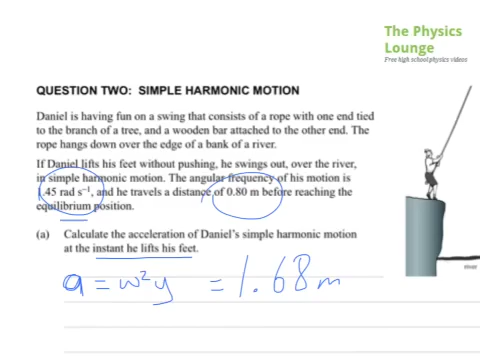 The Physics
Lounge
Free high school physics videos
QUESTION TWO: SIMPLE HARMONIC MOTION
Daniel is having fun on a swing that consists of a rope with one end tied
to the branch of a tree, and a wooden bar attached to the other end. The
rope hangs down over the edge of a bank of a river.
If Daniel lifts his feet without pushing, he swings out, over the river,
in simple harmonic motion. The angular frequency of his motion is
1.45 rad s⁻¹, and he travels a distance of 0.80 m before reaching the
equilibrium position.
(a) Calculate the acceleration of Daniel's simple harmonic motion
at the instant he lifts his feet.
river
a = w²y = 1.68 m